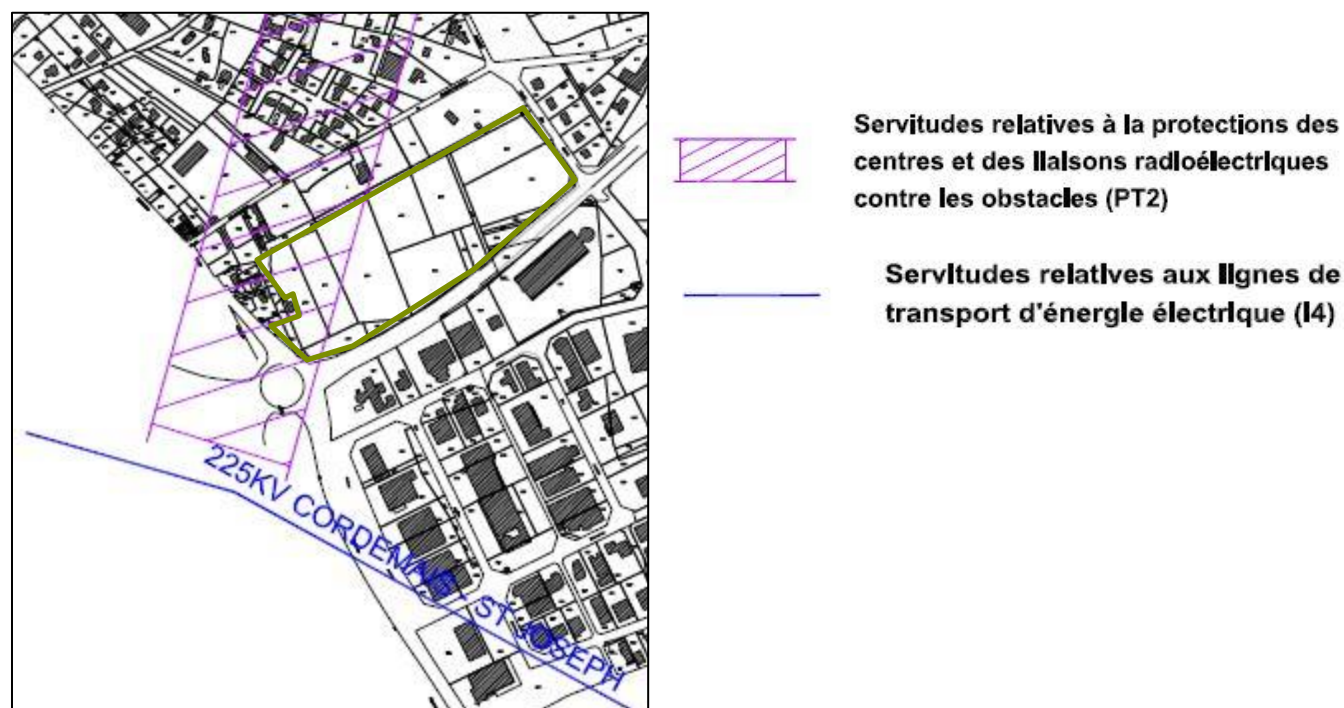 225KV CORDEMAIS - ST JOSEPH
Servitudes relatives à la protections des
centres et des liaisons radioélectriques
contre les obstacles (PT2)
Servitudes relatives aux lignes de
transport d'énergie électrique (I4)